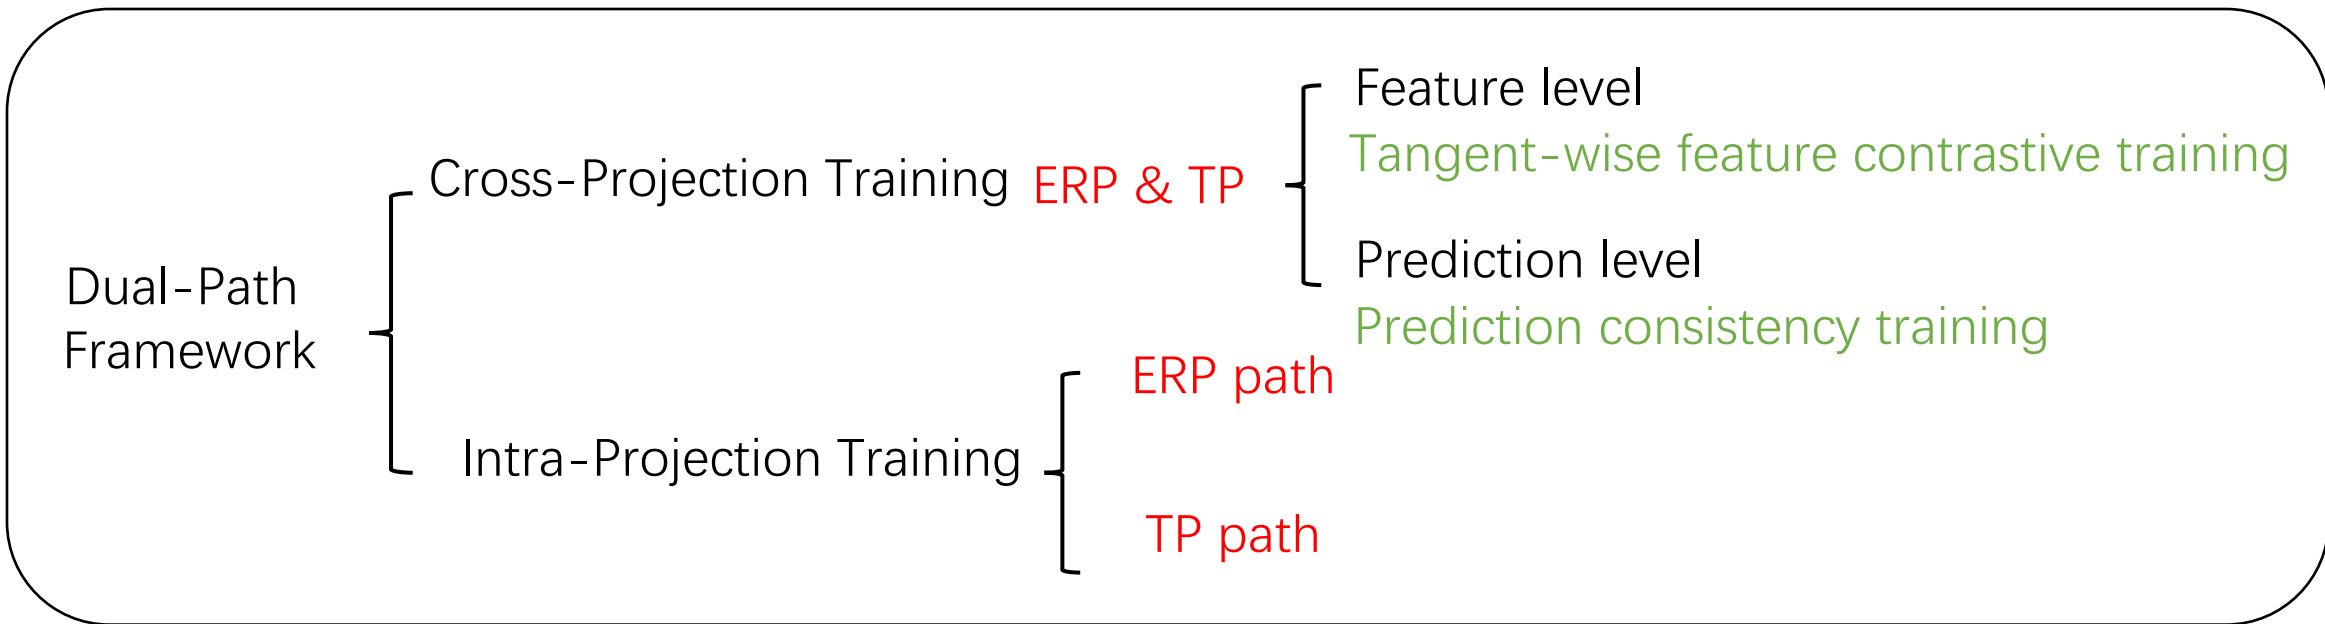 Dual-Path
Framework
Cross-Projection Training
ERP & TP
Feature level
Tangent-wise feature contrastive training
Prediction level
Prediction consistency training
Intra-Projection Training
ERP path
TP path